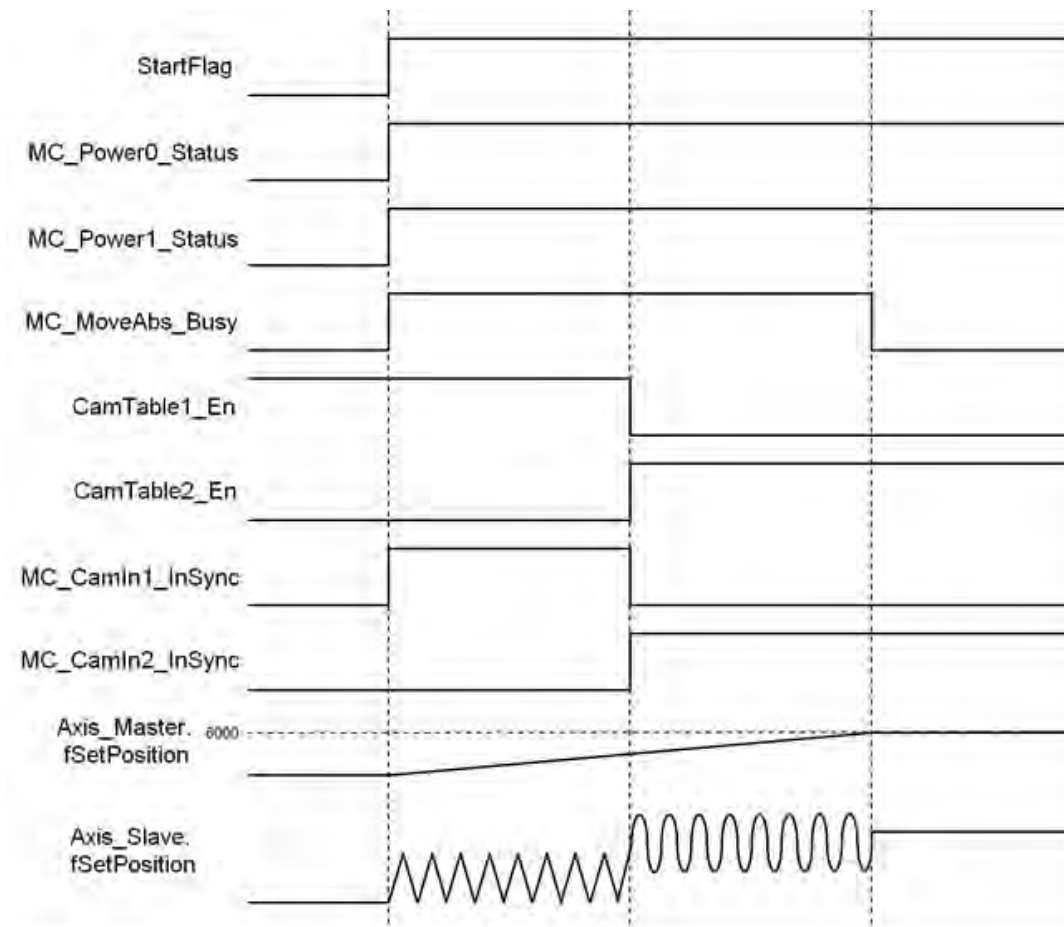 StartFlag
MC_Power0_Status
MC_Power1_Status
MC_MoveAbs_Busy
CamTable1_En
CamTable2_En
MC_CamIn1_InSync
MC_CamIn2_InSync
Axis_Master. 6000
fSetPosition
Axis_Slave.
fSetPosition